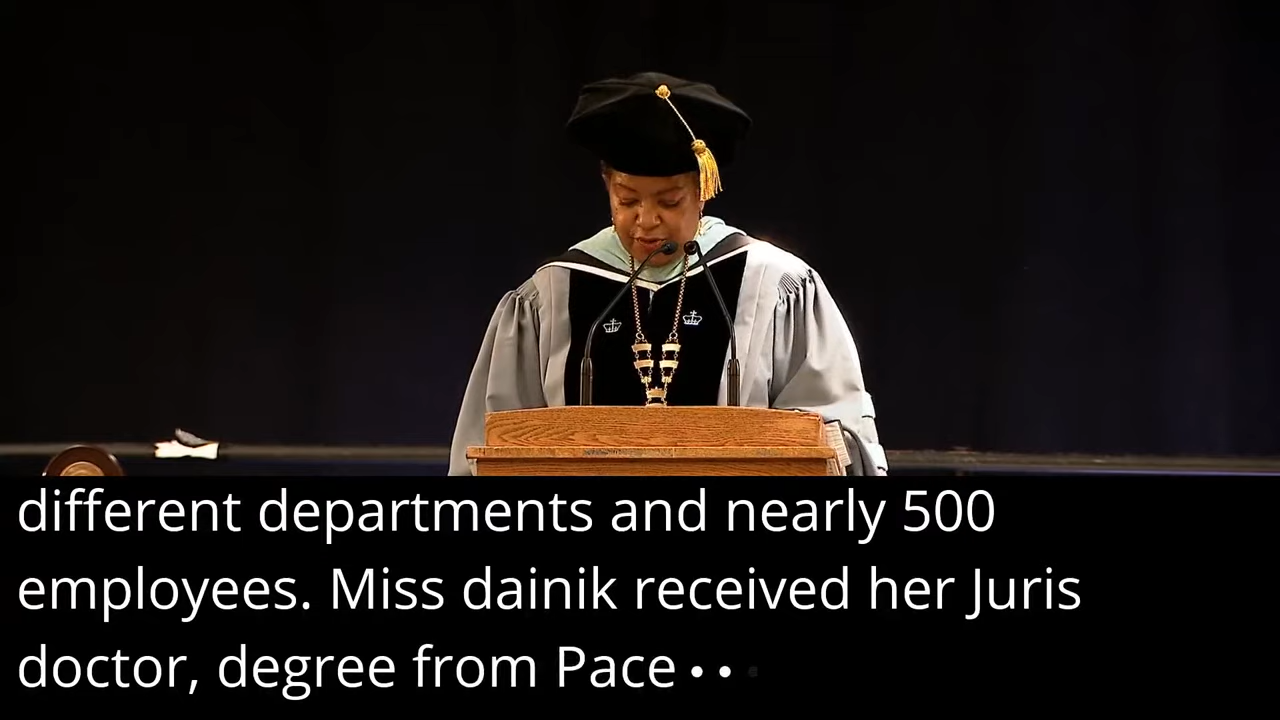 different departments and nearly 500
employees. Miss dainik received her Juris
doctor, degree from Pace • •